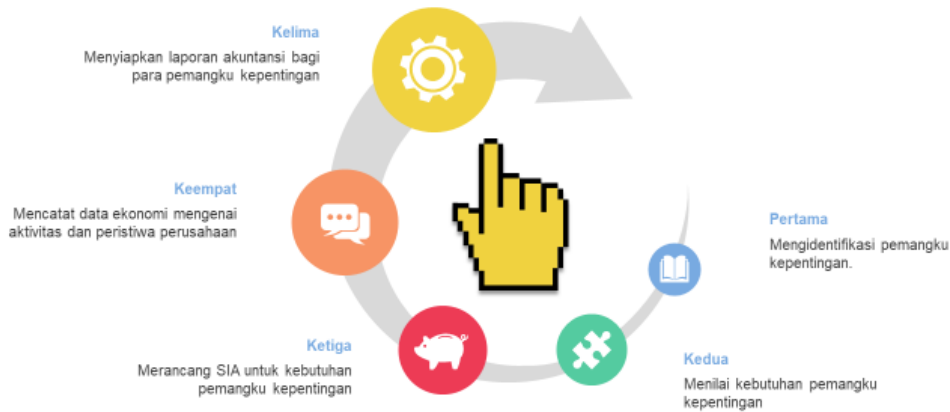 Kelima
Menyiapkan laporan akuntansi bagi
para pemangku kepentingan
Keempat
Mencatat data ekonomi mengenai
aktivitas dan peristiwa perusahaan
Pertama
Mengidentifikasi pemangku
kepentingan.
Ketiga
Merancang SIA untuk kebutuhan
pemangku kepentingan
Kedua
Menilai kebutuhan pemangku
kepentingan